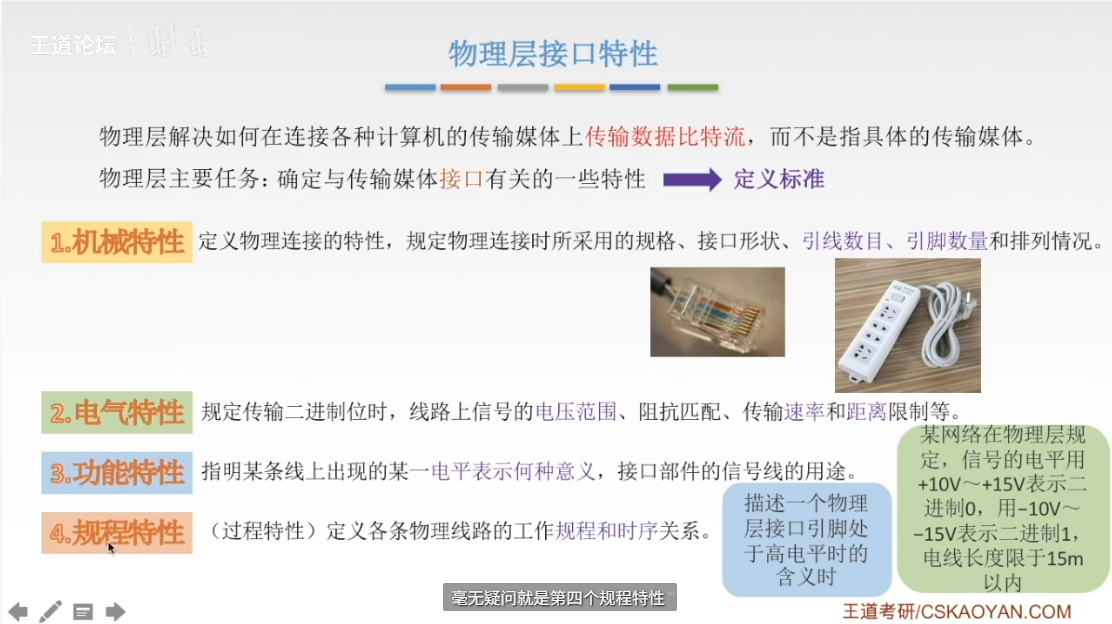 王道论坛 bilibili
物理层接口特性
物理层解决如何在连接各种计算机的传输媒体上传输数据比特流，而不是指具体的传输媒体。
物理层主要任务：确定与传输媒体接口有关的一些特性 定义标准
1.机械特性 定义物理连接的特性，规定物理连接时所采用的规格、接口形状、引线数目、引脚数量和排列情况。
2.电气特性 规定传输二进制位时，线路上信号的电压范围、阻抗匹配、传输速率和距离限制等。
3.功能特性 指明某条线上出现的某一电平表示何种意义，接口部件的信号线的用途。
4.规程特性 （过程特性）定义各条物理线路的工作规程和时序关系。
描述一个物理
层接口引脚处
于高电平时的
含义时
某网络在物理层规
定，信号的电平用
+10V～+15V表示二
进制0，用−10V～
−15V表示二进制1，
电线长度限于15m
以内
毫无疑问就是第四个规程特性
王道考研/CSKAOYAN.COM